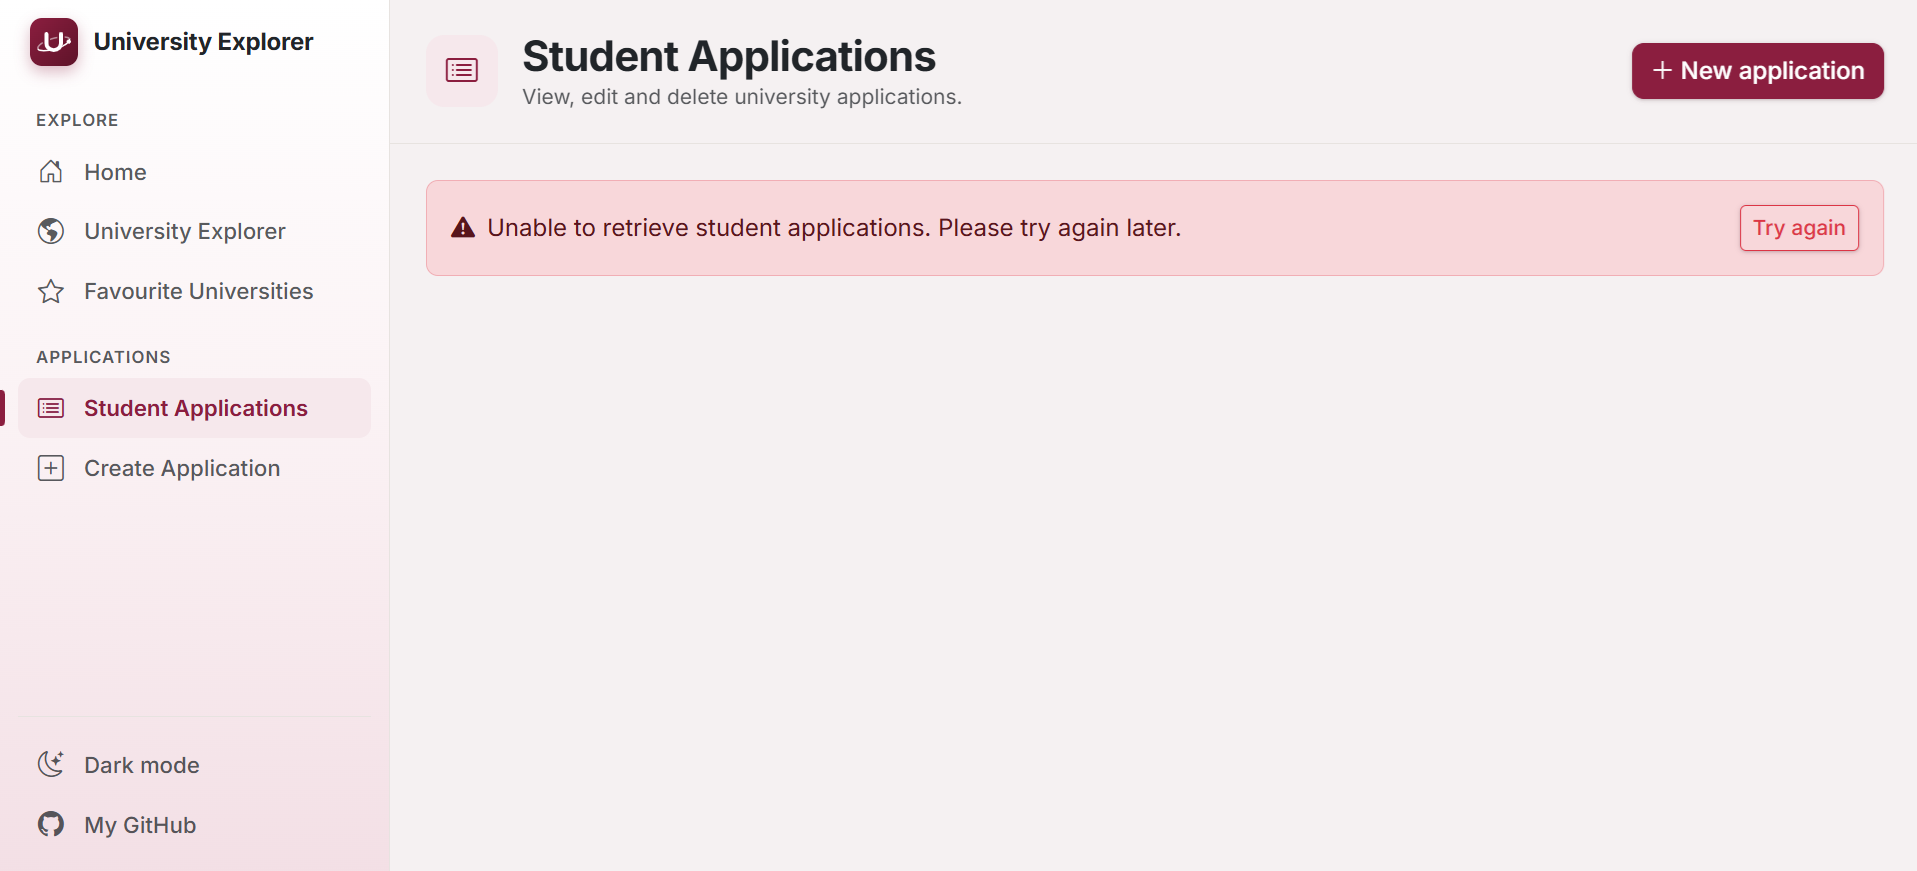 University Explorer
EXPLORE
Home
University Explorer
Favourite Universities
APPLICATIONS
Student Applications
Create Application
Dark mode
My GitHub
Student Applications
View, edit and delete university applications.
+ New application
Unable to retrieve student applications. Please try again later.
Try again